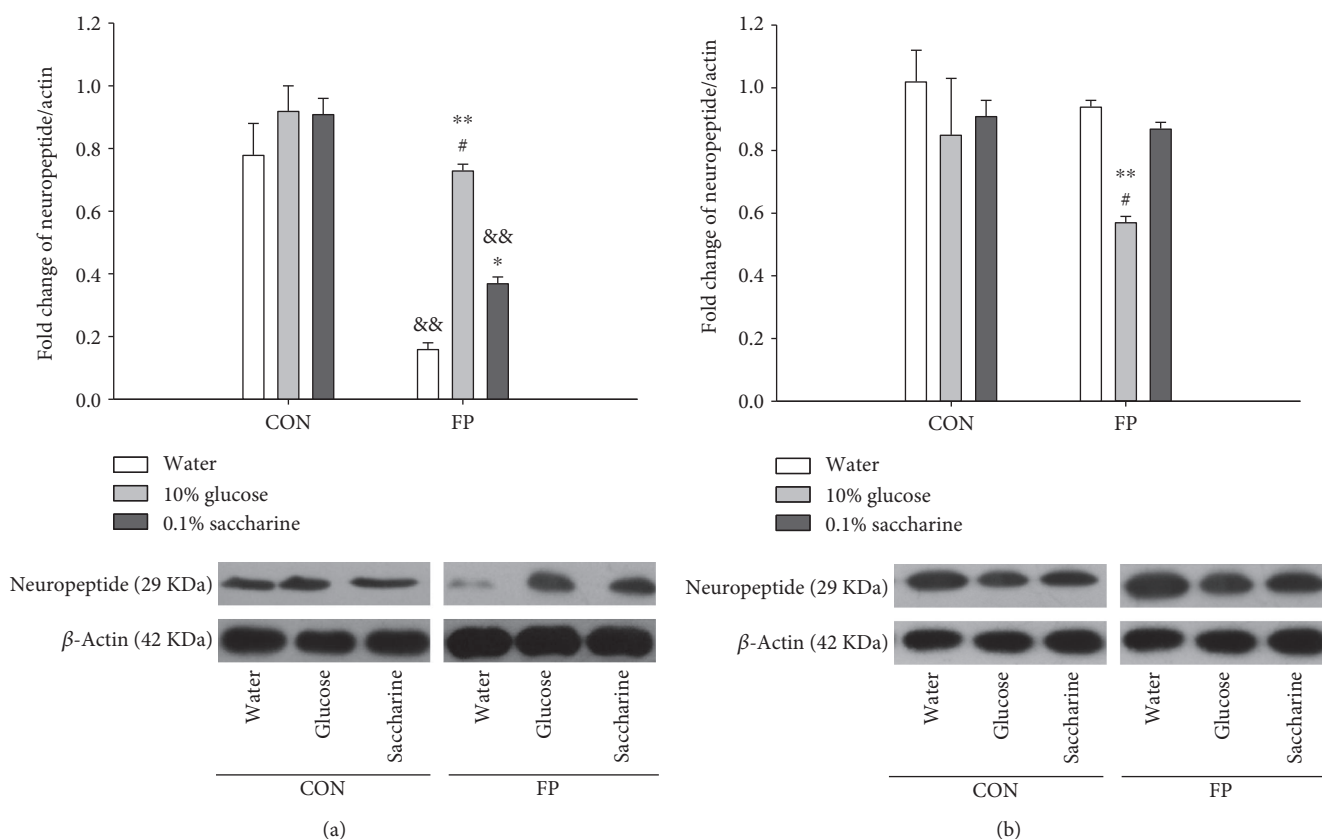 Fold change of neuropeptide/actin
1.2
1.0
0.8
0.6
0.4
0.2
0.0
**
#
&&
&&
*
CON
FP
Water
10% glucose
0.1% saccharine
Neuropeptide (29 KDa)
β-Actin (42 KDa)
Water
Glucose
Saccharine
Water
Glucose
Saccharine
CON
FP
(a)
Fold change of neuropeptide/actin
1.2
1.0
0.8
0.6
0.4
0.2
0.0
**
#
CON
FP
Water
10% glucose
0.1% saccharine
Neuropeptide (29 KDa)
β-Actin (42 KDa)
Water
Glucose
Saccharine
Water
Glucose
Saccharine
CON
FP
(b)